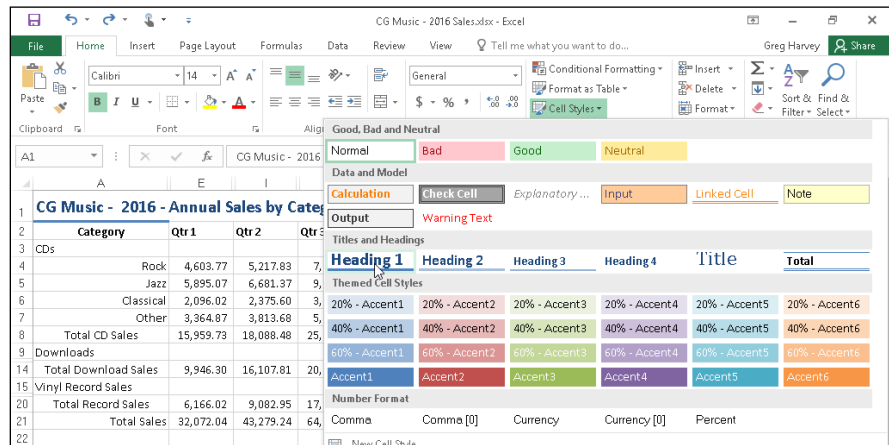 CG Music - 2016 Sales.xlsx - Excel
File Home Insert Page Layout Formulas Data Review View Tell me what you want to do... Greg Harvey Share
Paste
Calibri 14 A A
B I U A
General
$ % ,
Conditional Formatting
Format as Table
Cell Styles
Insert
Delete
Format
Sort & Filter
Find & Select
Clipboard Font Alig
A1 fx CG Music - 2016
A E I
1 CG Music - 2016 - Annual Sales by Categ
2 Category Qtr 1 Qtr 2 Qtr 3
3 CDs
4 Rock 4,603.77 5,217.83 7,
5 Jazz 5,895.07 6,681.37 9,
6 Classical 2,096.02 2,375.60 3,
7 Other 3,364.87 3,813.68 5,
8 Total CD Sales 15,959.73 18,088.48 25,
9 Downloads
14 Total Download Sales 9,946.30 16,107.81 20,
15 Vinyl Record Sales
20 Total Record Sales 6,166.02 9,082.95 17,
21 Total Sales 32,072.04 43,279.24 64,
22
Good, Bad and Neutral
Normal Bad Good Neutral
Data and Model
Calculation Check Cell Explanatory ... Input Linked Cell Note
Output Warning Text
Titles and Headings
Heading 1 Heading 2 Heading 3 Heading 4 Title Total
Themed Cell Styles
20% - Accent1 20% - Accent2 20% - Accent3 20% - Accent4 20% - Accent5 20% - Accent6
40% - Accent1 40% - Accent2 40% - Accent3 40% - Accent4 40% - Accent5 40% - Accent6
60% - Accent1 60% - Accent2 60% - Accent3 60% - Accent4 60% - Accent5 60% - Accent6
Accent1 Accent2 Accent3 Accent4 Accent5 Accent6
Number Format
Comma Comma [0] Currency Currency [0] Percent
New Cell Style